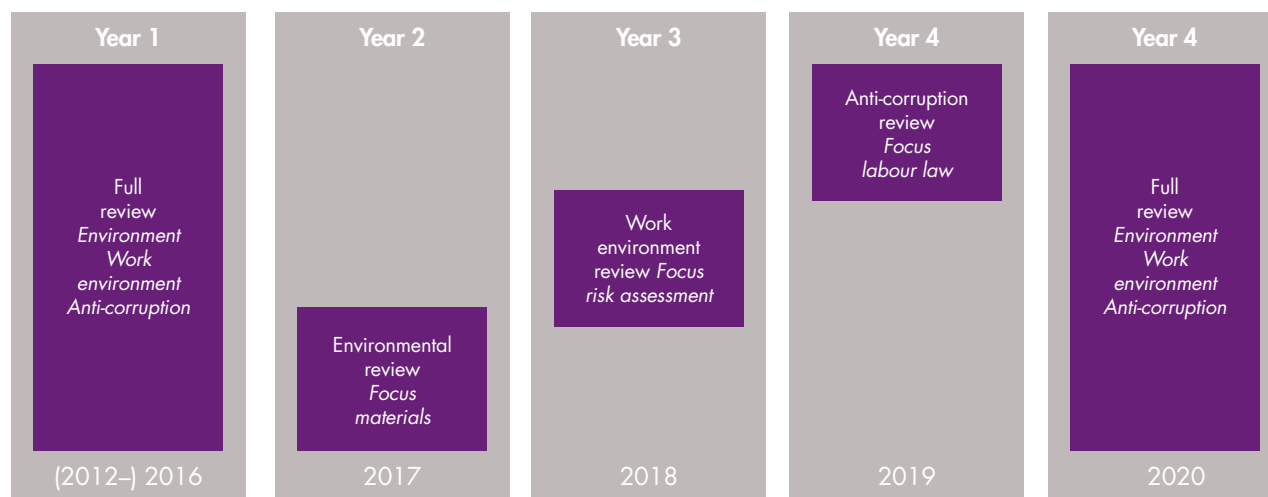 Year 1
Full
review
Environment
Work
environment
Anti-corruption
(2012–) 2016
Year 2
Environmental
review
Focus
materials
2017
Year 3
Work
environment
review Focus
risk assessment
2018
Year 4
Anti-corruption
review
Focus
labour law
2019
Year 4
Full
review
Environment
Work
environment
Anti-corruption
2020